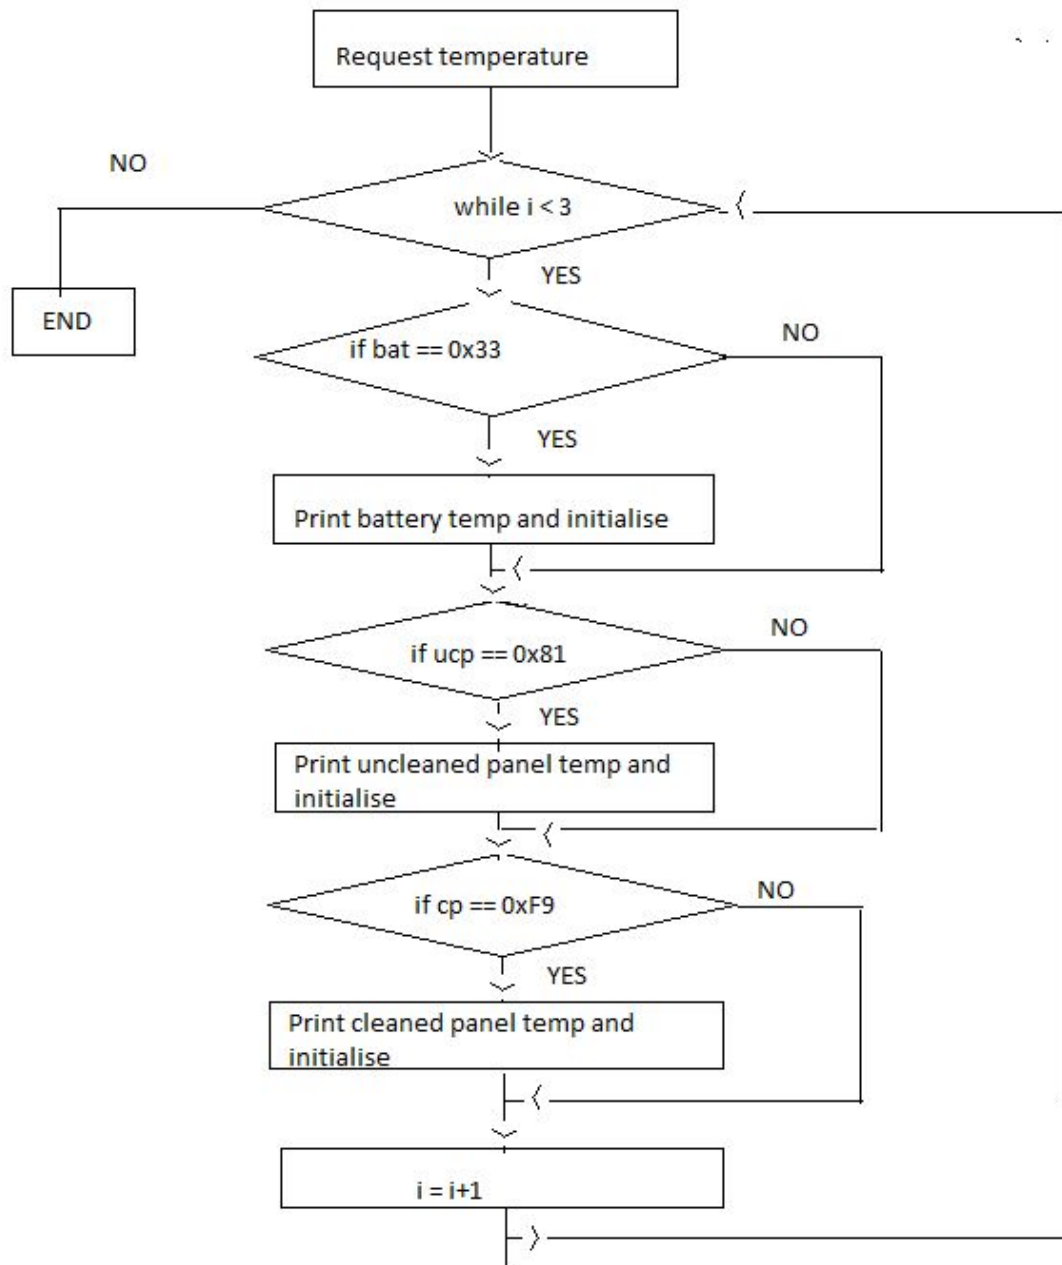 Request temperature
NO
while i < 3
YES
END
if bat == 0x33
NO
YES
Print battery temp and initialise
if ucp == 0x81
NO
YES
Print uncleaned panel temp and
initialise
if cp == 0xF9
NO
YES
Print cleaned panel temp and
initialise
i = i+1